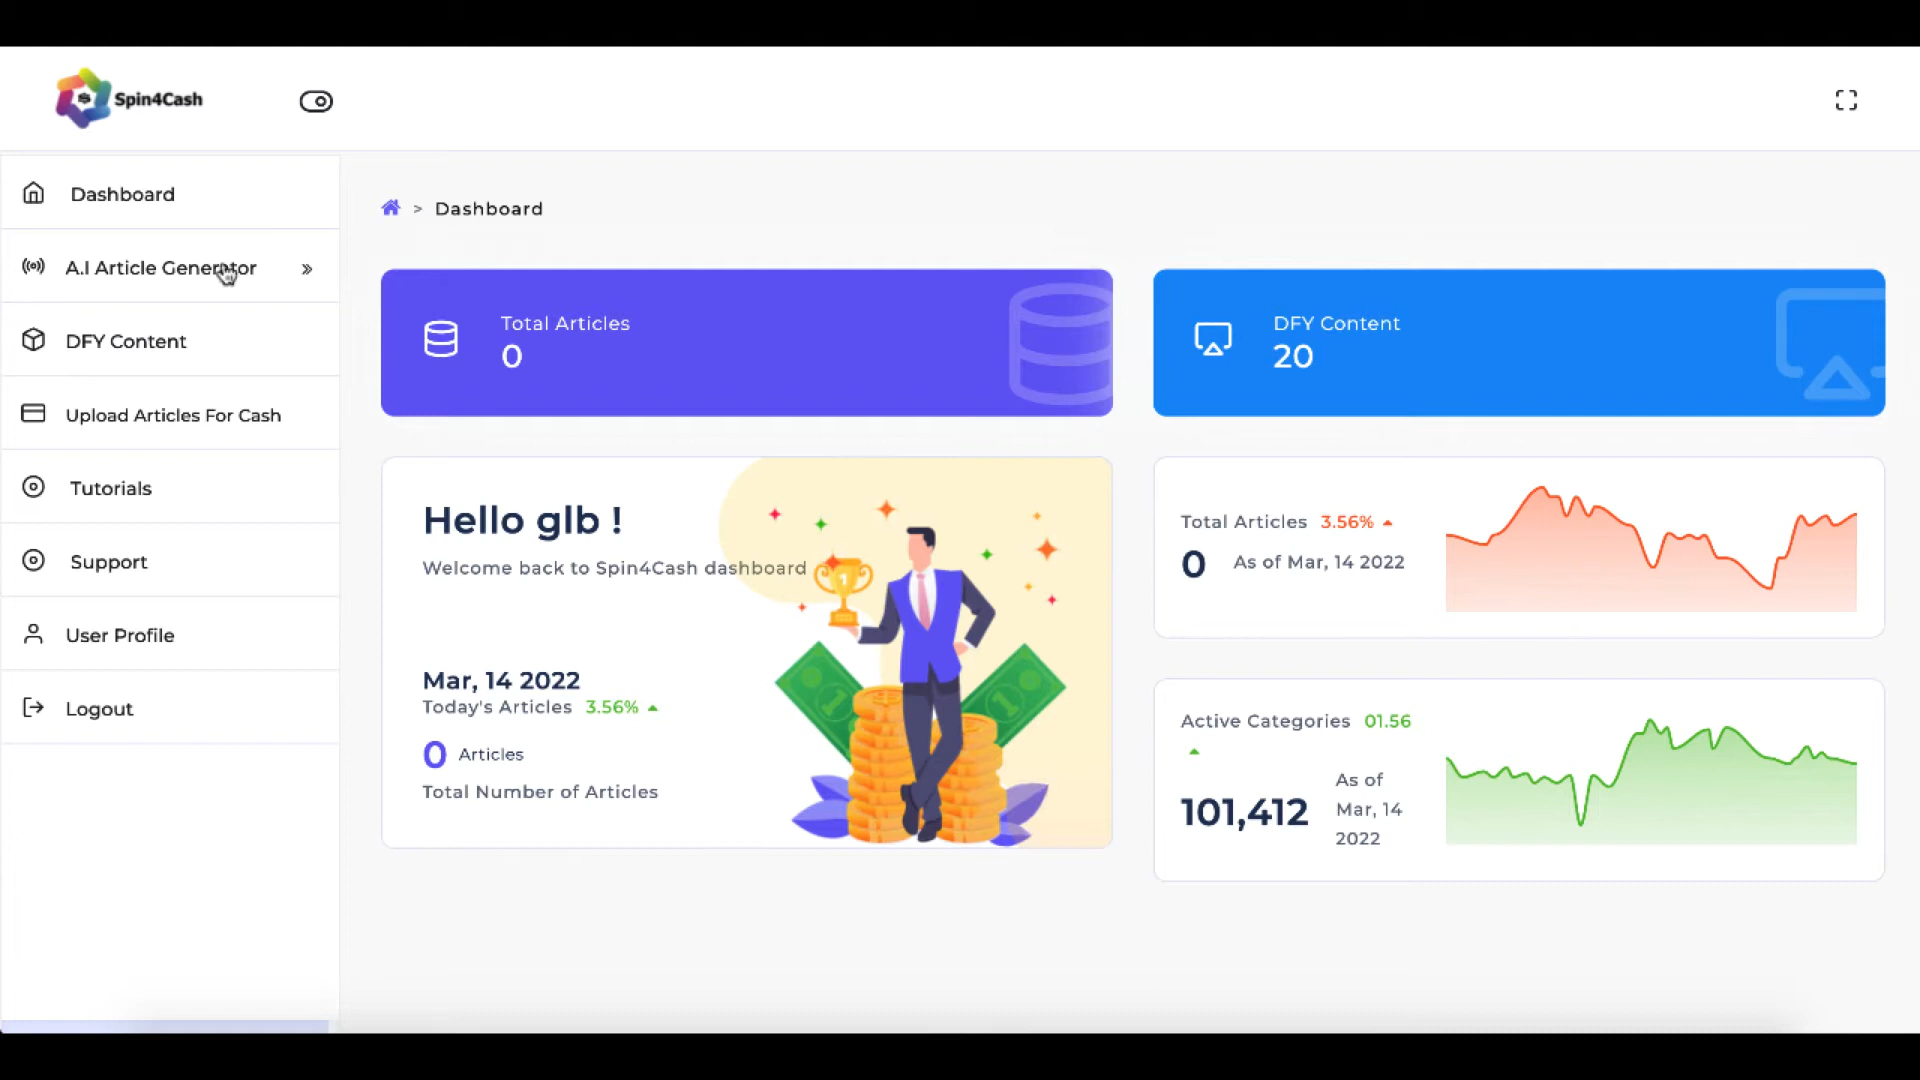 Spin4Cash
Dashboard
A.I Article Generator
DFY Content
Upload Articles For Cash
Tutorials
Support
User Profile
Logout
> Dashboard
Total Articles
0
DFY Content
20
Hello glb !
Welcome back to Spin4Cash dashboard
Mar, 14 2022
Today's Articles 3.56%
0 Articles
Total Number of Articles
1
1
1
Total Articles 3.56%
0 As of Mar, 14 2022
Active Categories 01.56
101,412
As of
Mar, 14
2022